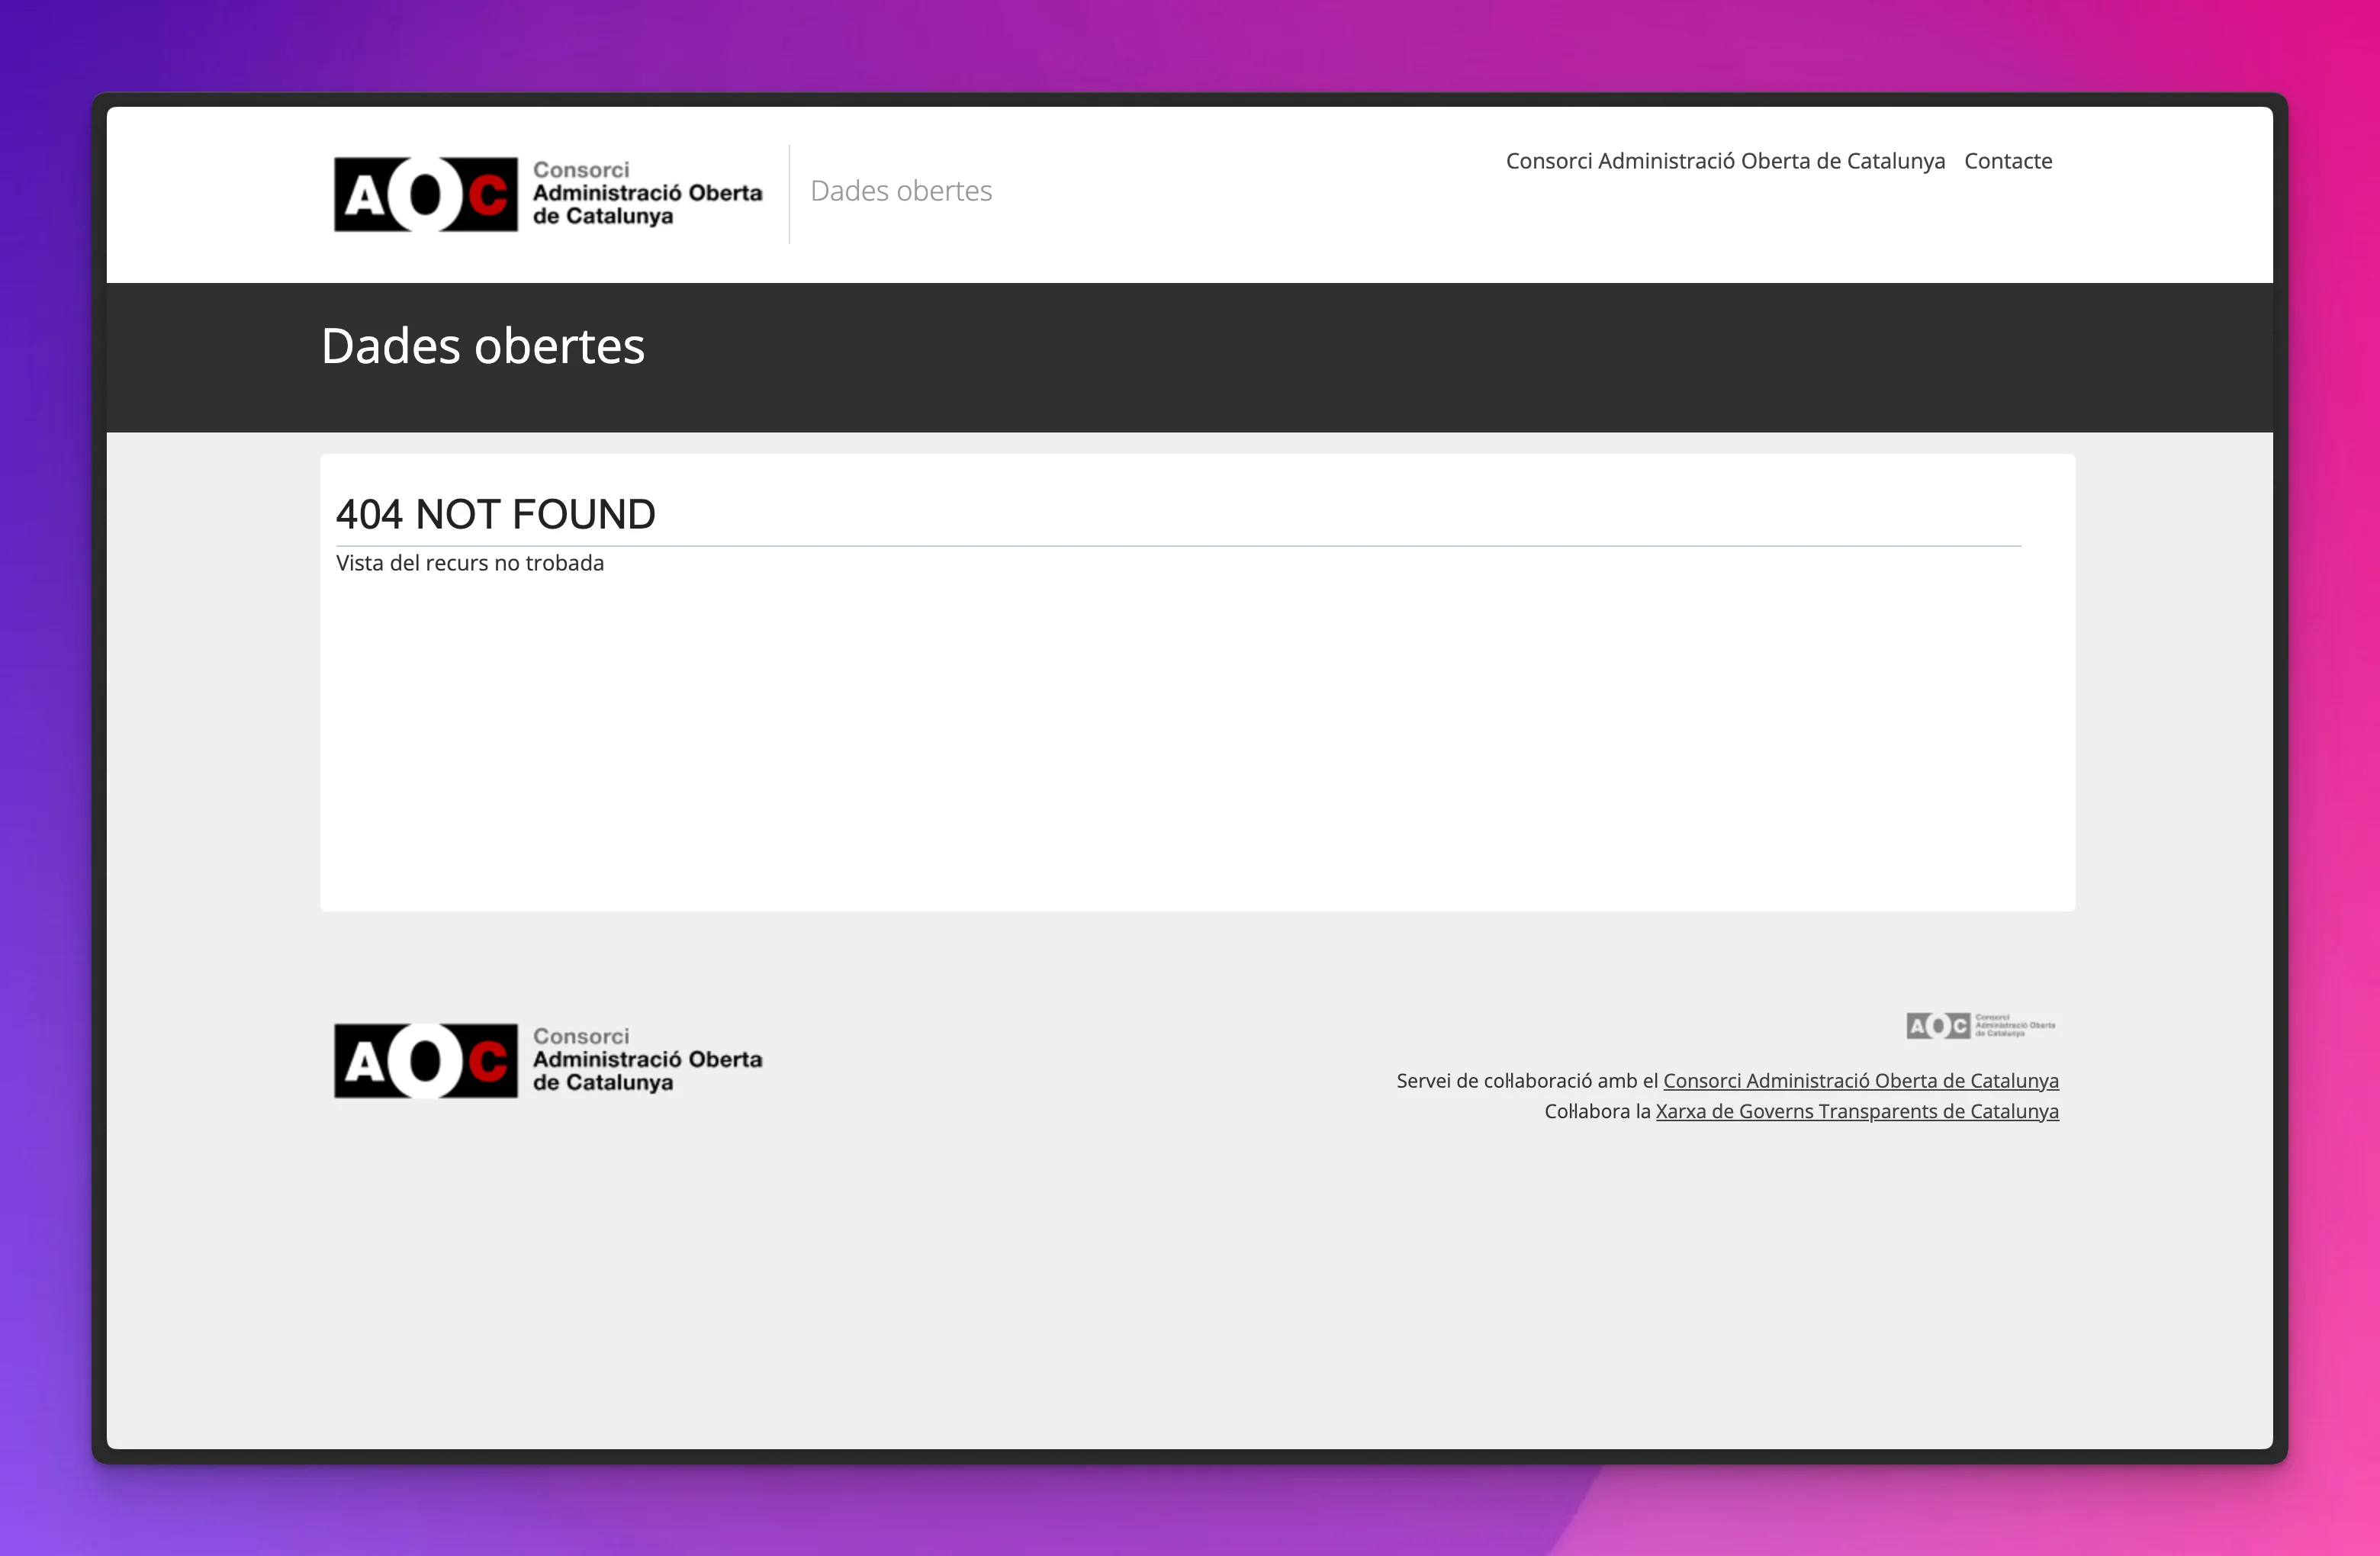 AOC
Consorci
Administració Oberta
de Catalunya
Dades obertes
Consorci Administració Oberta de Catalunya Contacte
Dades obertes
404 NOT FOUND
Vista del recurs no trobada
AOC
Consorci
Administració Oberta
de Catalunya
AOC
Consorci
Administració Oberta
de Catalunya
Servei de col·laboració amb el Consorci Administració Oberta de Catalunya
Col·labora la Xarxa de Governs Transparents de Catalunya